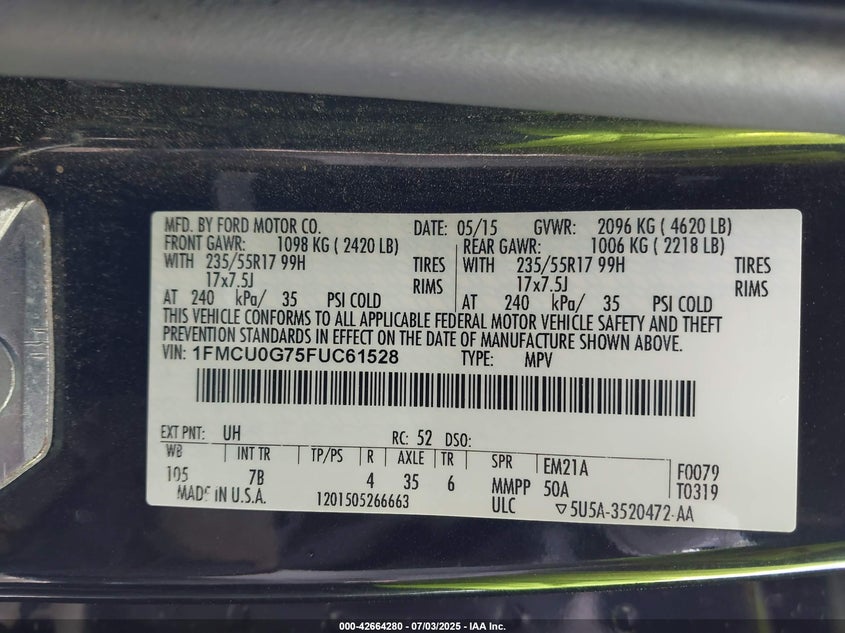 MFD. BY FORD MOTOR CO. DATE: 05/15 GVWR: 2096 KG ( 4620 LB)
FRONT GAWR: 1098 KG ( 2420 LB) REAR GAWR: 1006 KG ( 2218 LB)
WITH 235/55R17 99H TIRES WITH 235/55R17 99H TIRES
17x7.5J RIMS 17x7.5J RIMS
AT 240 kPa/ 35 PSI COLD AT 240 kPa/ 35 PSI COLD
THIS VEHICLE CONFORMS TO ALL APPLICABLE FEDERAL MOTOR VEHICLE SAFETY AND THEFT
PREVENTION STANDARDS IN EFFECT ON THE DATE OF MANUFACTURE SHOWN ABOVE.
VIN: 1FMCU0G75FUC61528 TYPE: MPV
EXT PNT: UH RC: 52 DSO:
WB INT TR TP/PS R AXLE TR SPR EM21A F0079
105 7B 4 35 6 MMPP 50A T0319
MADE IN U.S.A. 1201505266663 ULC ▽5U5A-3520472-AA
000-42664280 - 07/03/2025 - IAA Inc.